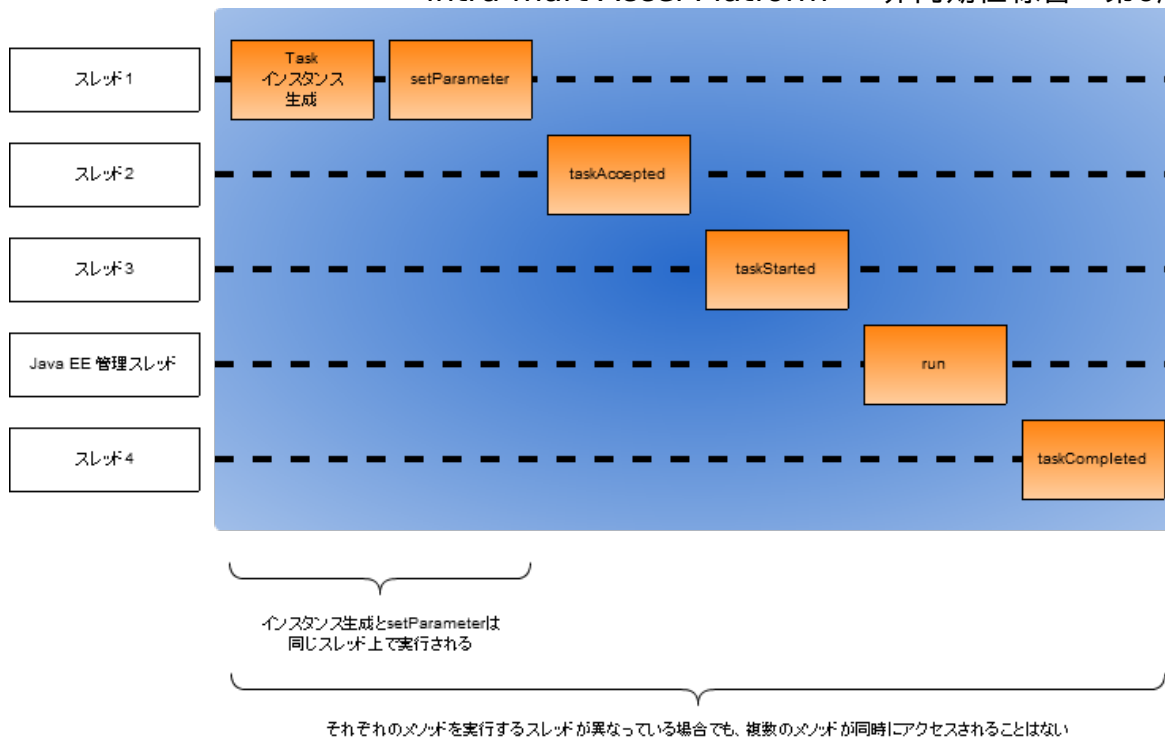 スレッド1
Task
インスタンス
生成
setParameter
スレッド2
taskAccepted
スレッド3
taskStarted
Java EE 管理スレッド
run
スレッド4
taskCompleted
インスタンス生成とsetParameterは
同じスレッド上で実行される
それぞれのメソッドを実行するスレッドが異なっている場合でも、複数のメソッドが同時にアクセスされることはない